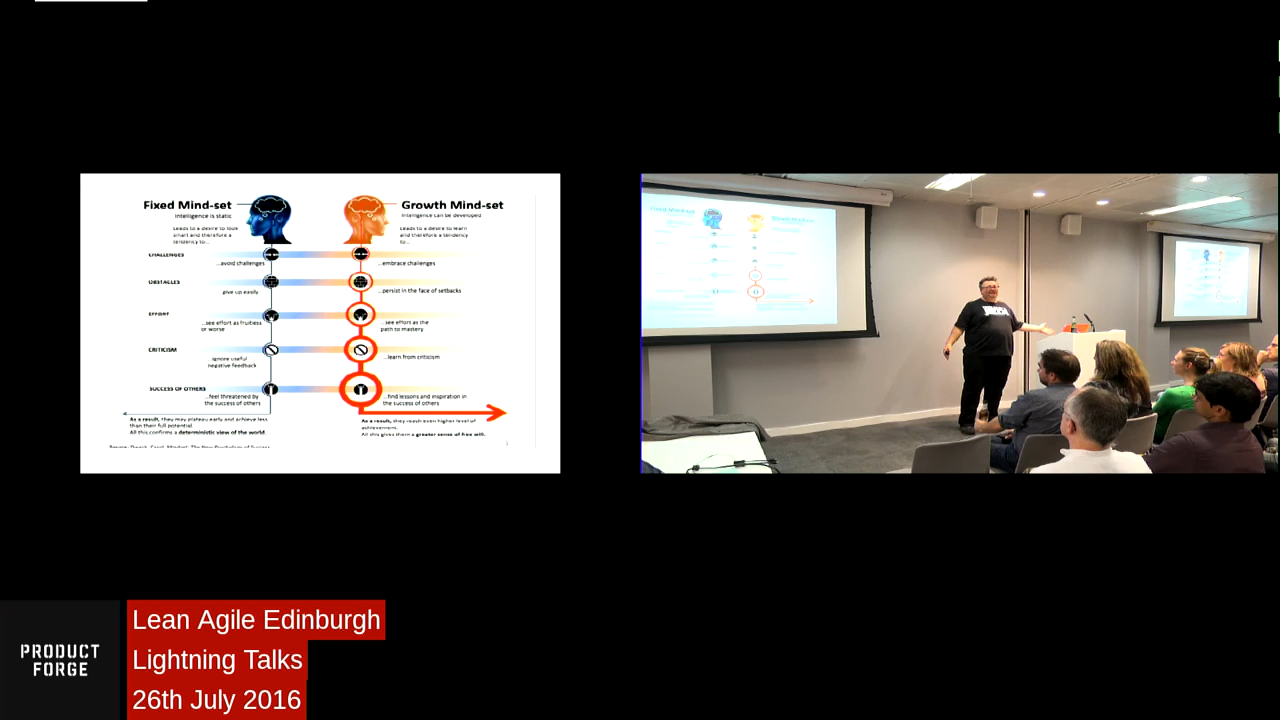 Fixed Mind-set
Intelligence is static
Leads to a desire to look
smart and therefore a
tendency to...
Growth Mind-set
Intelligence can be developed
Leads to a desire to learn
and therefore a tendency
to...
CHALLENGES
...avoid challenges
...embrace challenges
OBSTACLES
...give up easily
...persist in the face of setbacks
EFFORT
...see effort as fruitless
or worse
...see effort as the
path to mastery
CRITICISM
...ignore useful
negative feedback
...learn from criticism
SUCCESS OF OTHERS
...feel threatened by
the success of others
...find lessons and inspiration in
the success of others
As a result, they may plateau early and achieve less
than their full potential.
All this confirms a deterministic view of the world.
As a result, they reach ever higher level of
achievement.
All this gives them a greater sense of free will.
Fixed Mind-set
Growth Mind-set
PRODUCT
FORGE
Lean Agile Edinburgh
Lightning Talks
26th July 2016